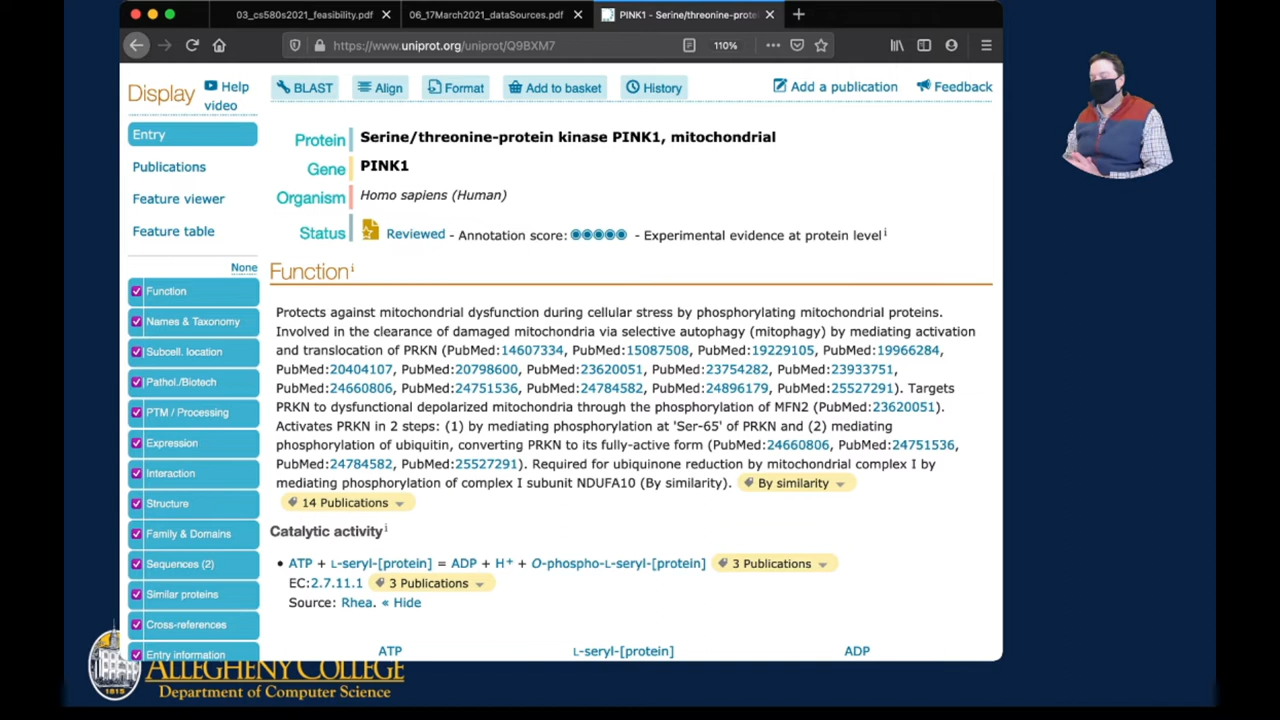 03_cs580s2021_feasibility.pdf
06_17March2021_dataSources.pdf
PINK1 - Serine/threonine-prote
https://www.uniprot.org/uniprot/Q9BXM7
110%
Display
Help video
BLAST
Align
Format
Add to basket
History
Add a publication
Feedback
Entry
Publications
Feature viewer
Feature table
None
Function
Names & Taxonomy
Subcell. location
Pathol./Biotech
PTM / Processing
Expression
Interaction
Structure
Family & Domains
Sequences (2)
Similar proteins
Cross-references
Entry information
Protein Serine/threonine-protein kinase PINK1, mitochondrial
Gene PINK1
Organism Homo sapiens (Human)
Status Reviewed - Annotation score: - Experimental evidence at protein level i
Function i
Protects against mitochondrial dysfunction during cellular stress by phosphorylating mitochondrial proteins.
Involved in the clearance of damaged mitochondria via selective autophagy (mitophagy) by mediating activation
and translocation of PRKN (PubMed:14607334, PubMed:15087508, PubMed:19229105, PubMed:19966284,
PubMed:20404107, PubMed:20798600, PubMed:23620051, PubMed:23754282, PubMed:23933751,
PubMed:24660806, PubMed:24751536, PubMed:24784582, PubMed:24896179, PubMed:25527291). Targets
PRKN to dysfunctional depolarized mitochondria through the phosphorylation of MFN2 (PubMed:23620051).
Activates PRKN in 2 steps: (1) by mediating phosphorylation at 'Ser-65' of PRKN and (2) mediating
phosphorylation of ubiquitin, converting PRKN to its fully-active form (PubMed:24660806, PubMed:24751536,
PubMed:24784582, PubMed:25527291). Required for ubiquinone reduction by mitochondrial complex I by
mediating phosphorylation of complex I subunit NDUFA10 (By similarity). By similarity
14 Publications
Catalytic activity i
• ATP + L-seryl-[protein] = ADP + H+ + O-phospho-L-seryl-[protein] 3 Publications
EC:2.7.11.1 3 Publications
Source: Rhea. « Hide
ATP L-seryl-[protein] ADP
ALLEGHENY COLLEGE
Department of Computer Science
1815